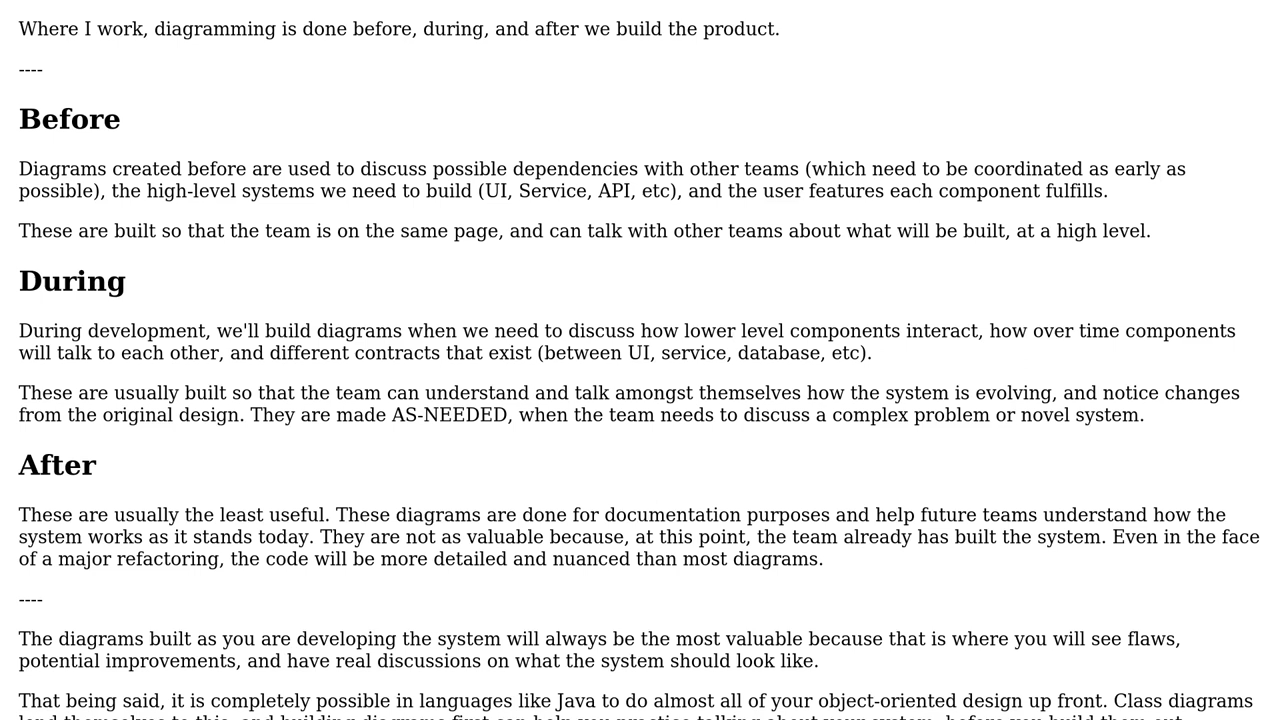 Where I work, diagramming is done before, during, and after we build the product.
----
Before
Diagrams created before are used to discuss possible dependencies with other teams (which need to be coordinated as early as
possible), the high-level systems we need to build (UI, Service, API, etc), and the user features each component fulfills.
These are built so that the team is on the same page, and can talk with other teams about what will be built, at a high level.
During
During development, we'll build diagrams when we need to discuss how lower level components interact, how over time components
will talk to each other, and different contracts that exist (between UI, service, database, etc).
These are usually built so that the team can understand and talk amongst themselves how the system is evolving, and notice changes
from the original design. They are made AS-NEEDED, when the team needs to discuss a complex problem or novel system.
After
These are usually the least useful. These diagrams are done for documentation purposes and help future teams understand how the
system works as it stands today. They are not as valuable because, at this point, the team already has built the system. Even in the face
of a major refactoring, the code will be more detailed and nuanced than most diagrams.
----
The diagrams built as you are developing the system will always be the most valuable because that is where you will see flaws,
potential improvements, and have real discussions on what the system should look like.
That being said, it is completely possible in languages like Java to do almost all of your object-oriented design up front. Class diagrams